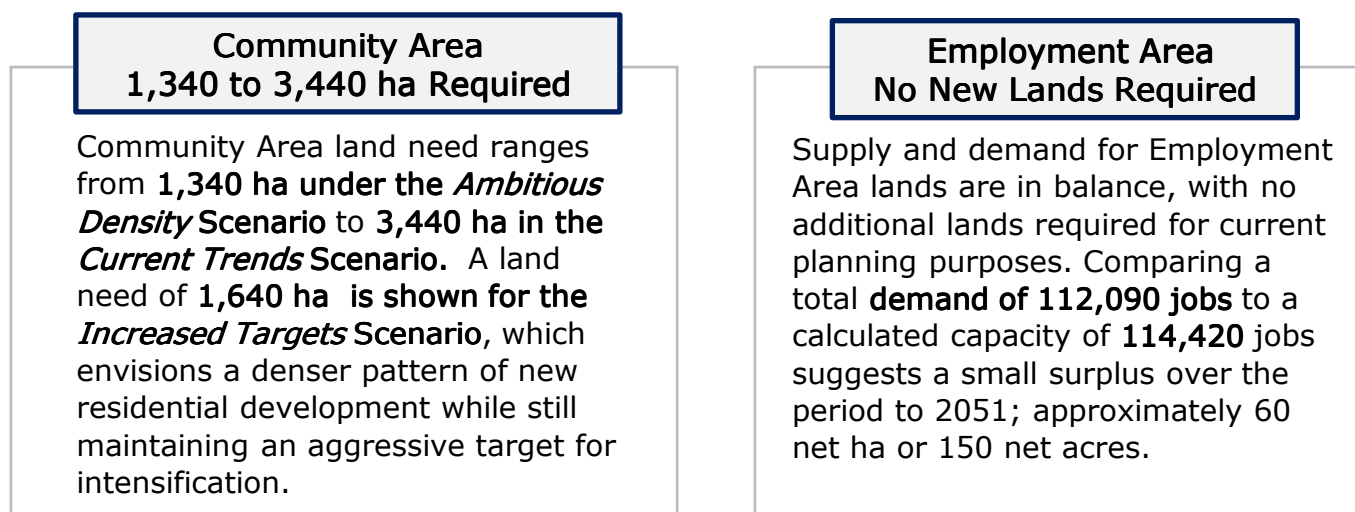 Community Area
1,340 to 3,440 ha Required
Community Area land need ranges
from 1,340 ha under the Ambitious
Density Scenario to 3,440 ha in the
Current Trends Scenario.  A land
need of 1,640 ha  is shown for the
Increased Targets Scenario, which
envisions a denser pattern of new
residential development while still
maintaining an aggressive target for
intensification.
Employment Area
No New Lands Required
Supply and demand for Employment
Area lands are in balance, with no
additional lands required for current
planning purposes. Comparing a
total demand of 112,090 jobs to a
calculated capacity of 114,420 jobs
suggests a small surplus over the
period to 2051; approximately 60
net ha or 150 net acres.